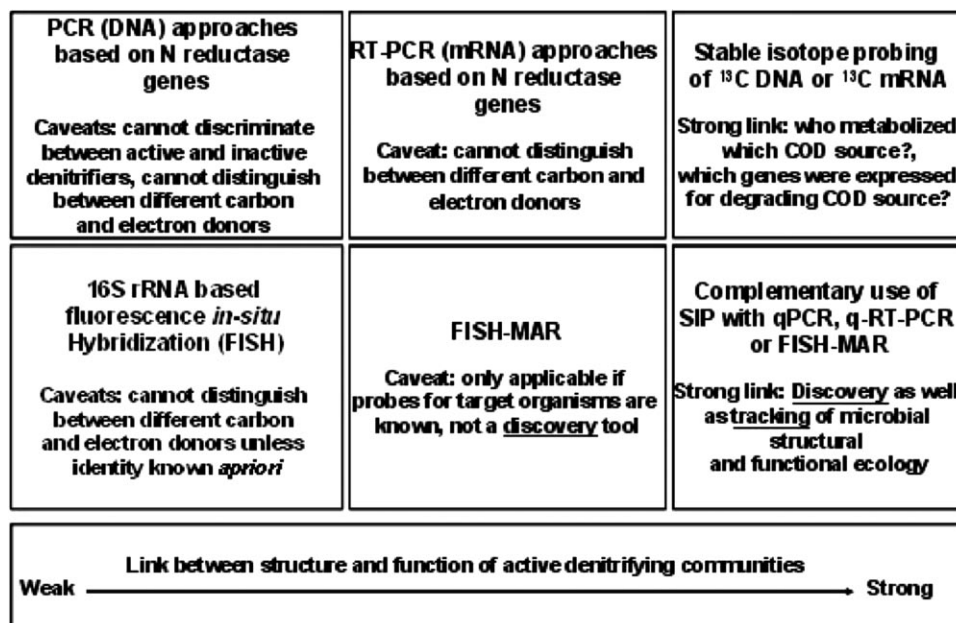 PCR (DNA) approaches
based on N reductase
genes
Caveats: cannot discriminate
between active and inactive
denitrifiers, cannot distinguish
between different carbon
and electron donors
RT-PCR (mRNA) approaches
based on N reductase
genes
Caveat: cannot distinguish
between different carbon and
electron donors
Stable isotope probing
of ¹³C DNA or ¹³C mRNA
Strong link: who metabolized
which COD source?,
which genes were expressed
for degrading COD source?
16S rRNA based
fluorescence in-situ
Hybridization (FISH)
Caveats: cannot distinguish
between different carbon
and electron donors unless
identity known apriori
FISH-MAR
Caveat: only applicable if
probes for target organisms are
known, not a discovery tool
Complementary use of
SIP with qPCR, q-RT-PCR
or FISH-MAR
Strong link: Discovery as well
as tracking of microbial
structural
and functional ecology
Link between structure and function of active denitrifying communities
Weak Strong